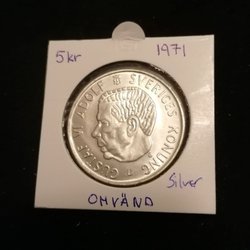 5kr 1971
GUSTAF VI ADOLF SVERIGES KONUNG
U
Silver
OMVÄND